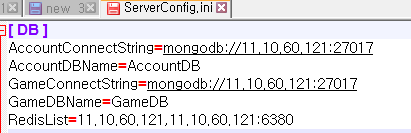 1 new 3 ServerConfig.ini
[ DB ]
AccountConnectString=mongodb://11.10.60.121:27017
AccountDBName=AccountDB
GameConnectString=mongodb://11.10.60.121:27017
GameDBName=GameDB
RedisList=11.10.60.121,11.10.60.121:6380